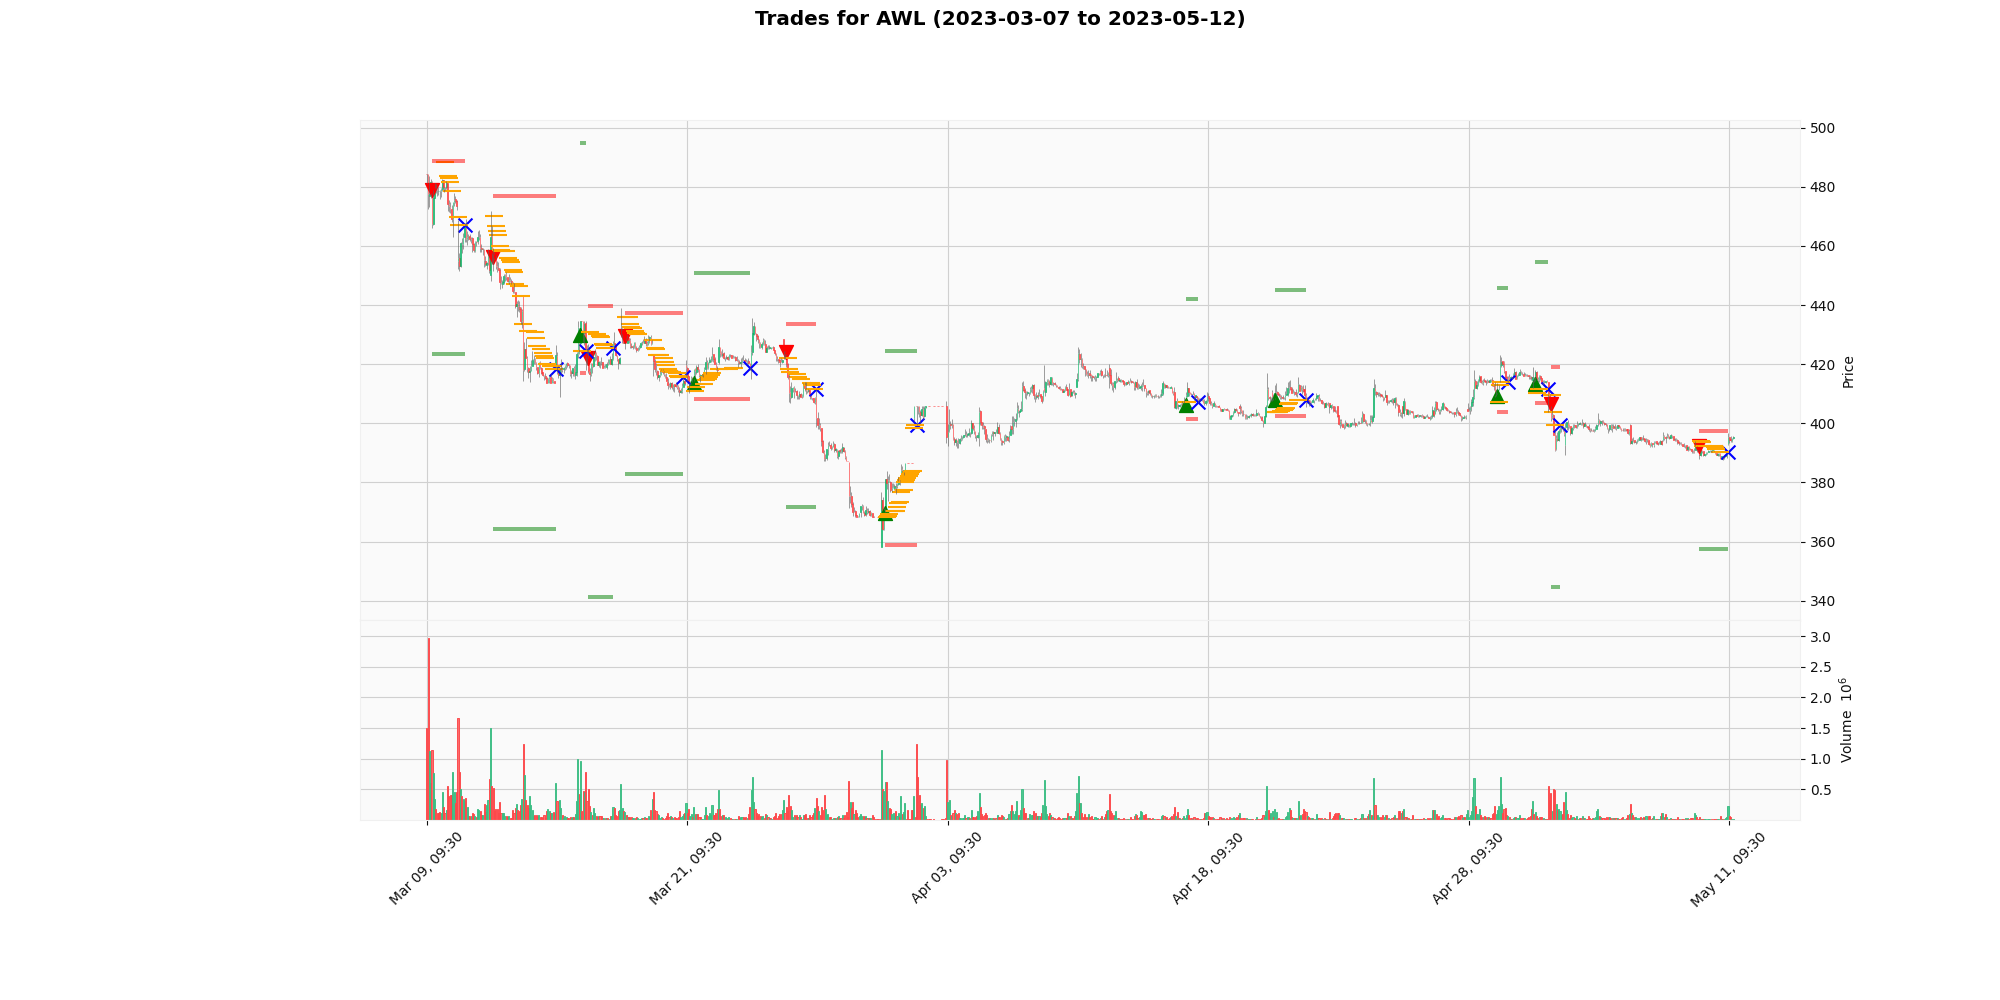 Trades for AWL (2023-03-07 to 2023-05-12)
500
480
460
440
420
400
380
360
340
Price
3.0
2.5
2.0
1.5
1.0
0.5
Volume 10^6
Mar 09, 09:30
Mar 21, 09:30
Apr 03, 09:30
Apr 18, 09:30
Apr 28, 09:30
May 11, 09:30